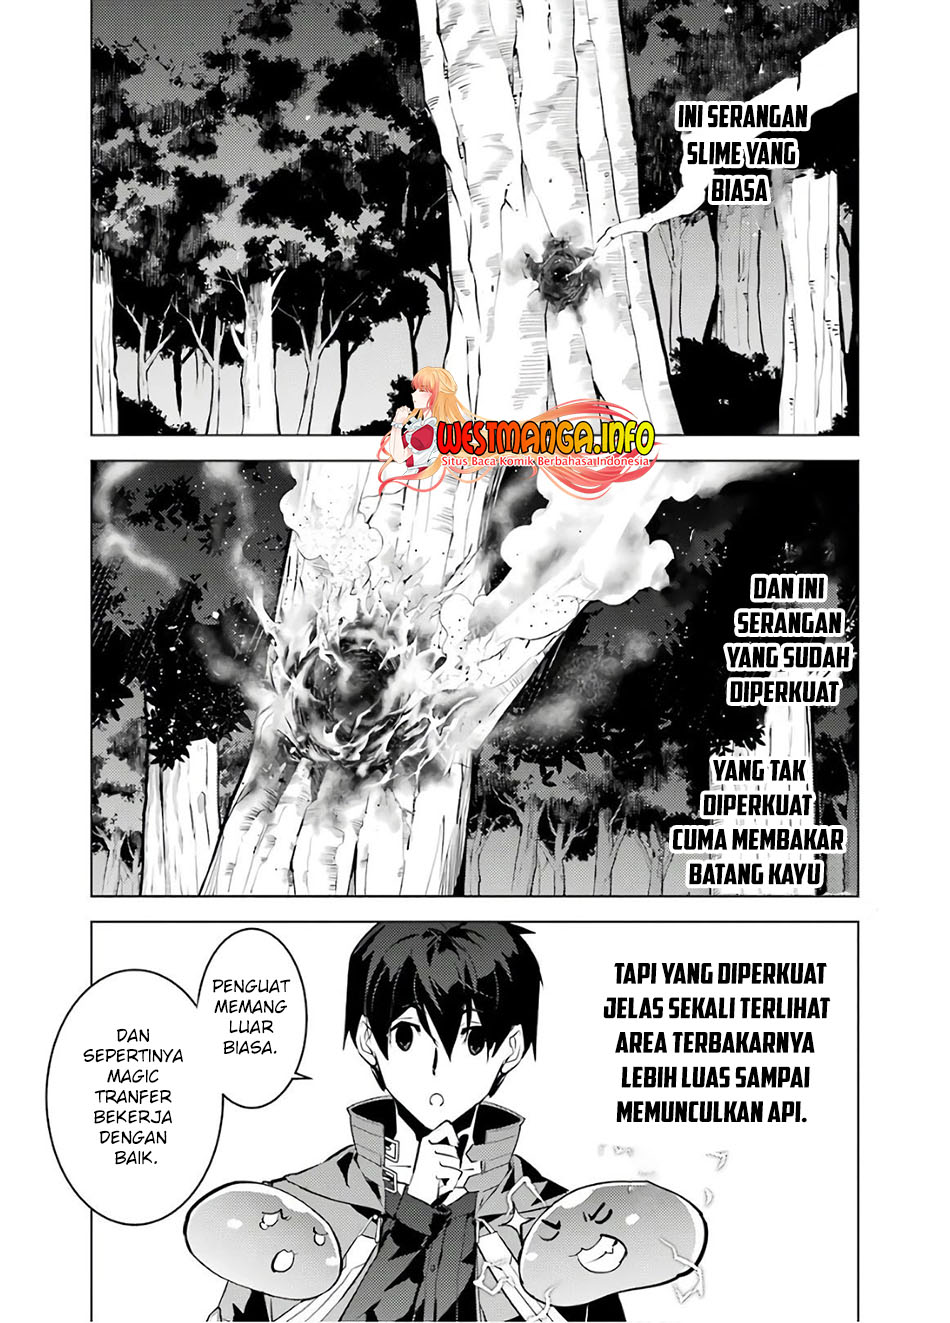 INI SERANGAN
SLIME YANG
BIASA
WESTMANGA.INFO
Situs Baca Komik Berbahasa Indonesia
DAN INI
SERANGAN
YANG SUDAH
DIPERKUAT
YANG TAK
DIPERKUAT
CUMA MEMBAKAR
BATANG KAYU
TAPI YANG DIPERKUAT
JELAS SEKALI TERLIHAT
AREA TERBAKARNYA
LEBIH LUAS SAMPAI
MEMUNCULKAN API.
PENGUAT
MEMANG
LUAR
BIASA.
DAN
SEPERTINYA
MAGIC
TRANFER
BEKERJA
DENGAN
BAIK.